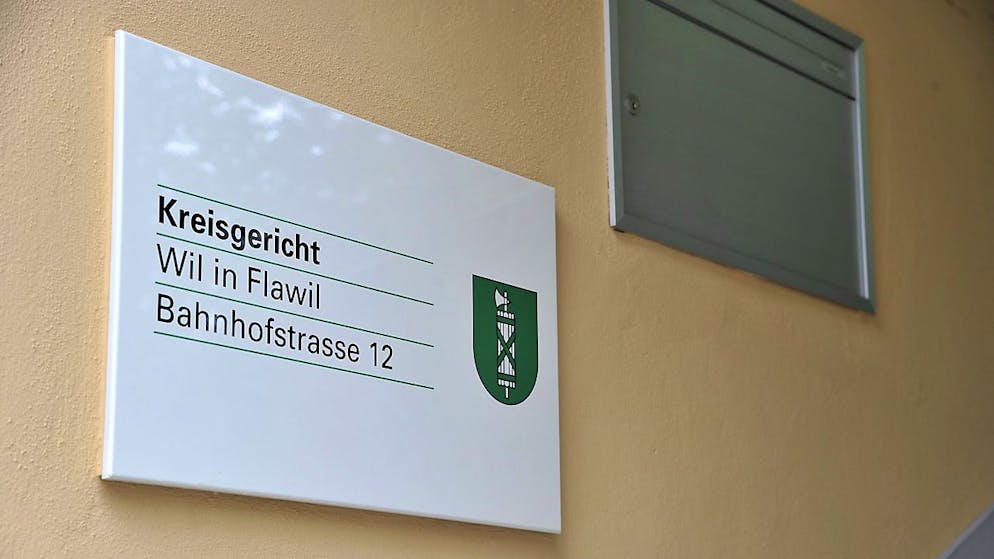 Kreisgericht
Wil in Flawil
Bahnhofstrasse 12